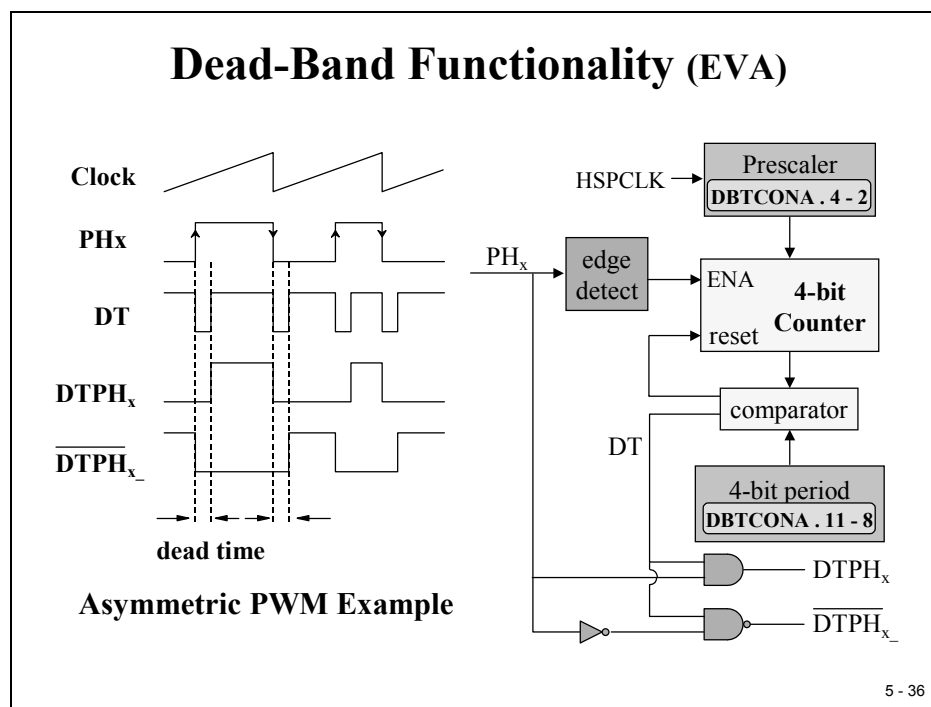 Dead-Band Functionality (EVA)
Clock
PHx
DT
DTPHx
DTPHx_
dead time
Asymmetric PWM Example
HSPCLK
Prescaler
DBTCONA . 4 - 2
PHx
edge
detect
ENA
reset
4-bit
Counter
comparator
DT
4-bit period
DBTCONA . 11 - 8
DTPHx
DTPHx_
5 - 36